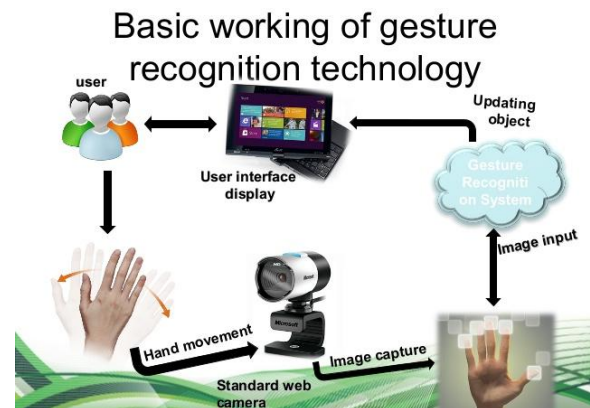 Basic working of gesture
recognition technology
user
Updating
object
User interface
display
Gesture
Recogniti
on System
Image input
Hand movement
Microsoft
Image capture
Standard web
camera